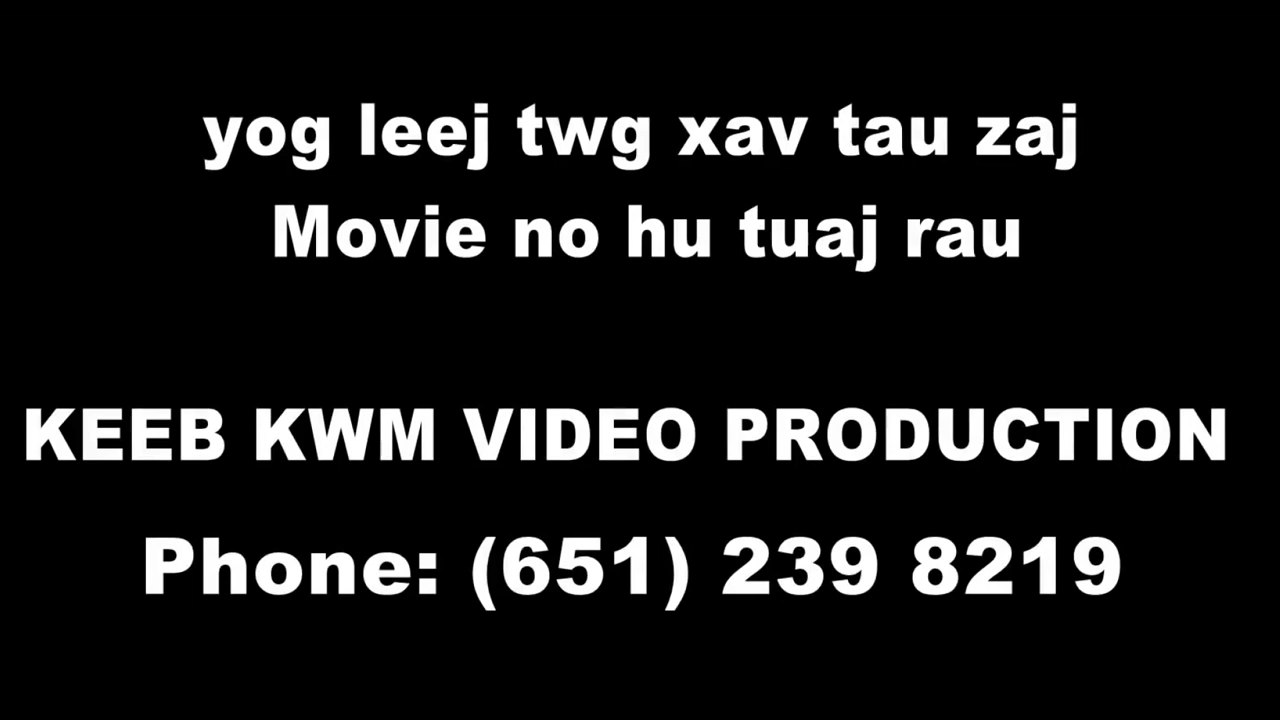 yog leej twg xav tau zaj
Movie no hu tuaj rau
KEEB KWM VIDEO PRODUCTION
Phone: (651) 239 8219